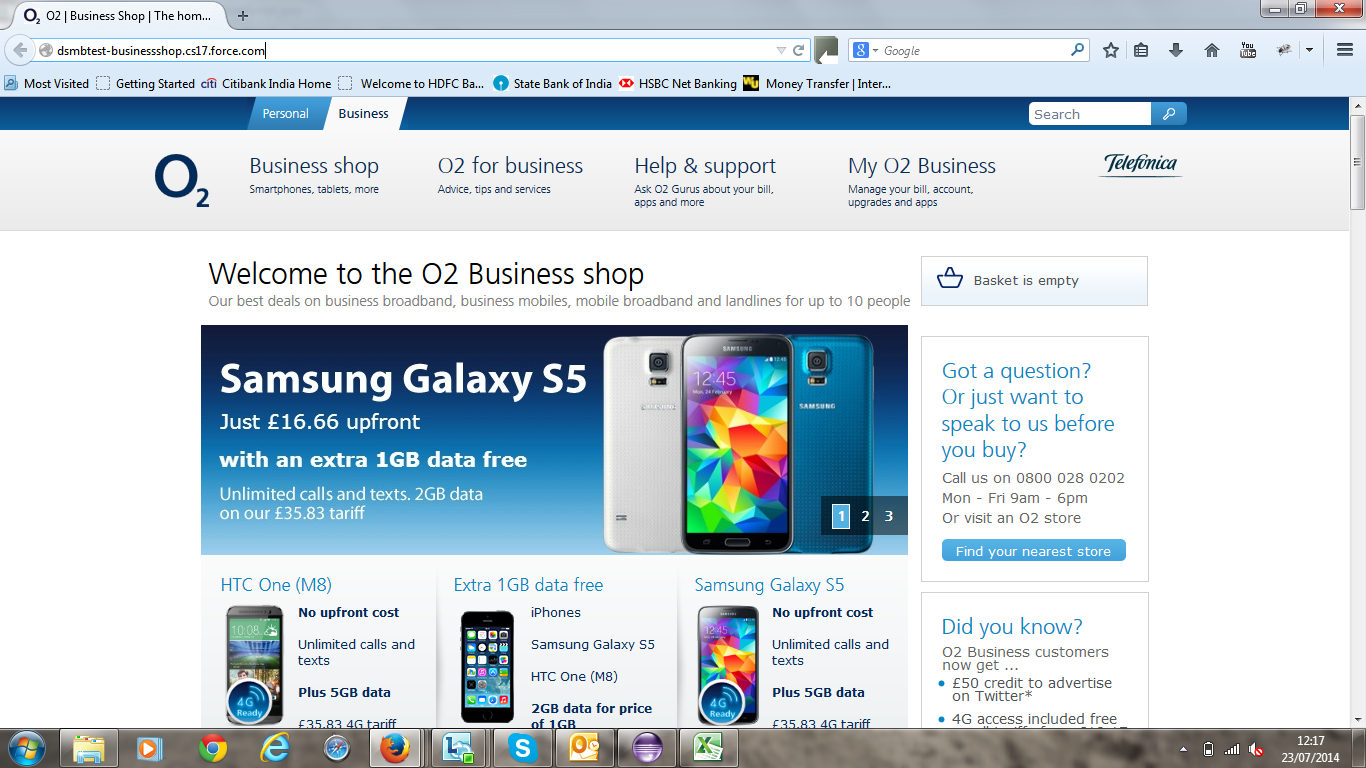 O2 | Business Shop | The hom...
dsmbtest-businessshop.cs17.force.com
Google
Most Visited Getting Started Citibank India Home Welcome to HDFC Ba... State Bank of India HSBC Net Banking Money Transfer | Inter...
Personal Business
Search
O2
Business shop
Smartphones, tablets, more
O2 for business
Advice, tips and services
Help & support
Ask O2 Gurus about your bill,
apps and more
My O2 Business
Manage your bill, account,
upgrades and apps
Telefónica
Welcome to the O2 Business shop
Our best deals on business broadband, business mobiles, mobile broadband and landlines for up to 10 people
Basket is empty
Samsung Galaxy S5
Just £16.66 upfront
with an extra 1GB data free
Unlimited calls and texts. 2GB data
on our £35.83 tariff
SAMSUNG
12:45
SAMSUNG
SAMSUNG
1 2 3
Got a question?
Or just want to
speak to us before
you buy?
Call us on 0800 028 0202
Mon - Fri 9am - 6pm
Or visit an O2 store
Find your nearest store
HTC One (M8)
No upfront cost
Unlimited calls and
texts
Plus 5GB data
£35.83 4G tariff
10:08
4G
Ready
Extra 1GB data free
iPhones
Samsung Galaxy S5
HTC One (M8)
2GB data for price
of 1GB
Samsung Galaxy S5
No upfront cost
Unlimited calls and
texts
Plus 5GB data
£35.83 4G tariff
12:45
4G
Ready
Did you know?
O2 Business customers
now get ...
£50 credit to advertise
on Twitter*
4G access included free
12:17
23/07/2014